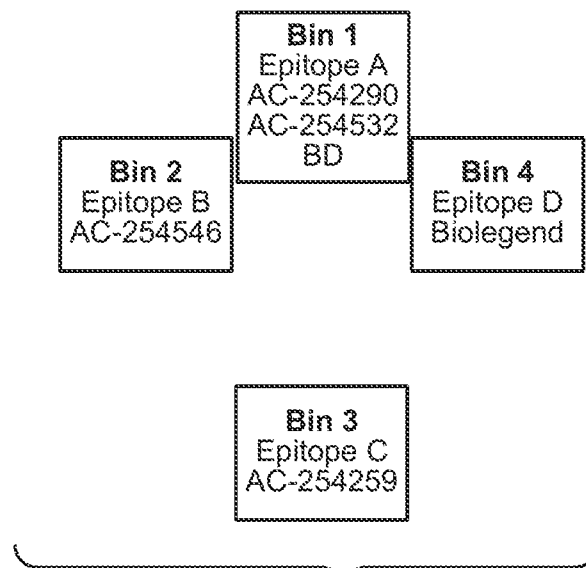 Bin 1
Epitope A
AC-254290
AC-254532
BD
Bin 2
Epitope B
AC-254546
Bin 4
Epitope D
Biolegend
Bin 3
Epitope C
AC-254259